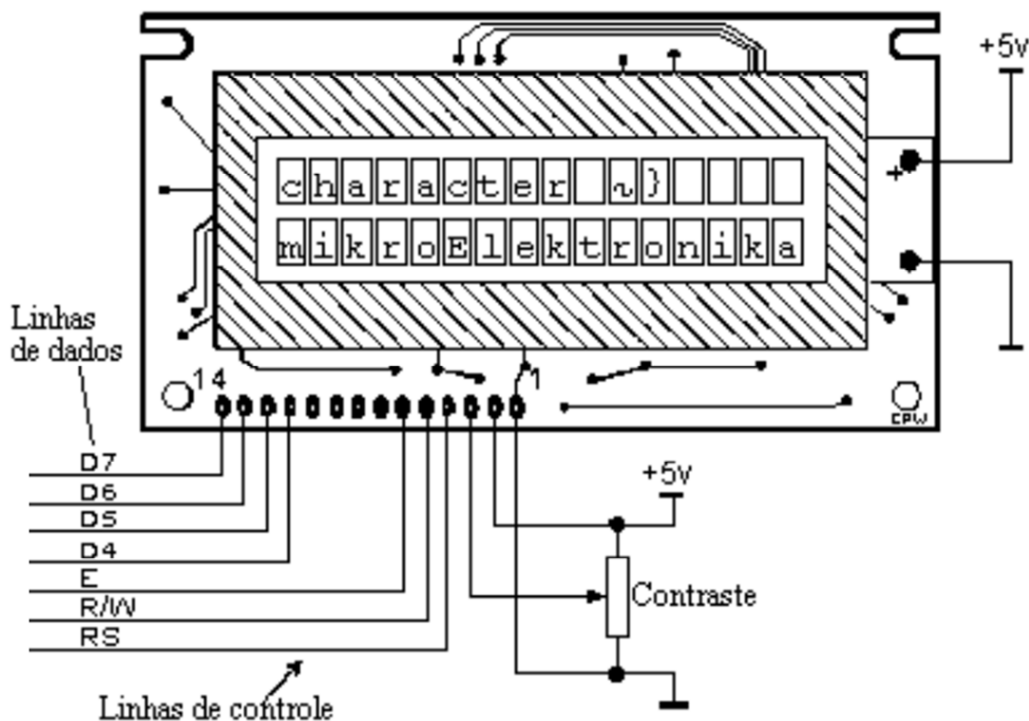 +5v
+
character ~}
mikroElektronika
Linhas
de dados
14
1
CPW
D7
D6
D5
D4
E
R/W
RS
+5v
Contraste
Linhas de controle